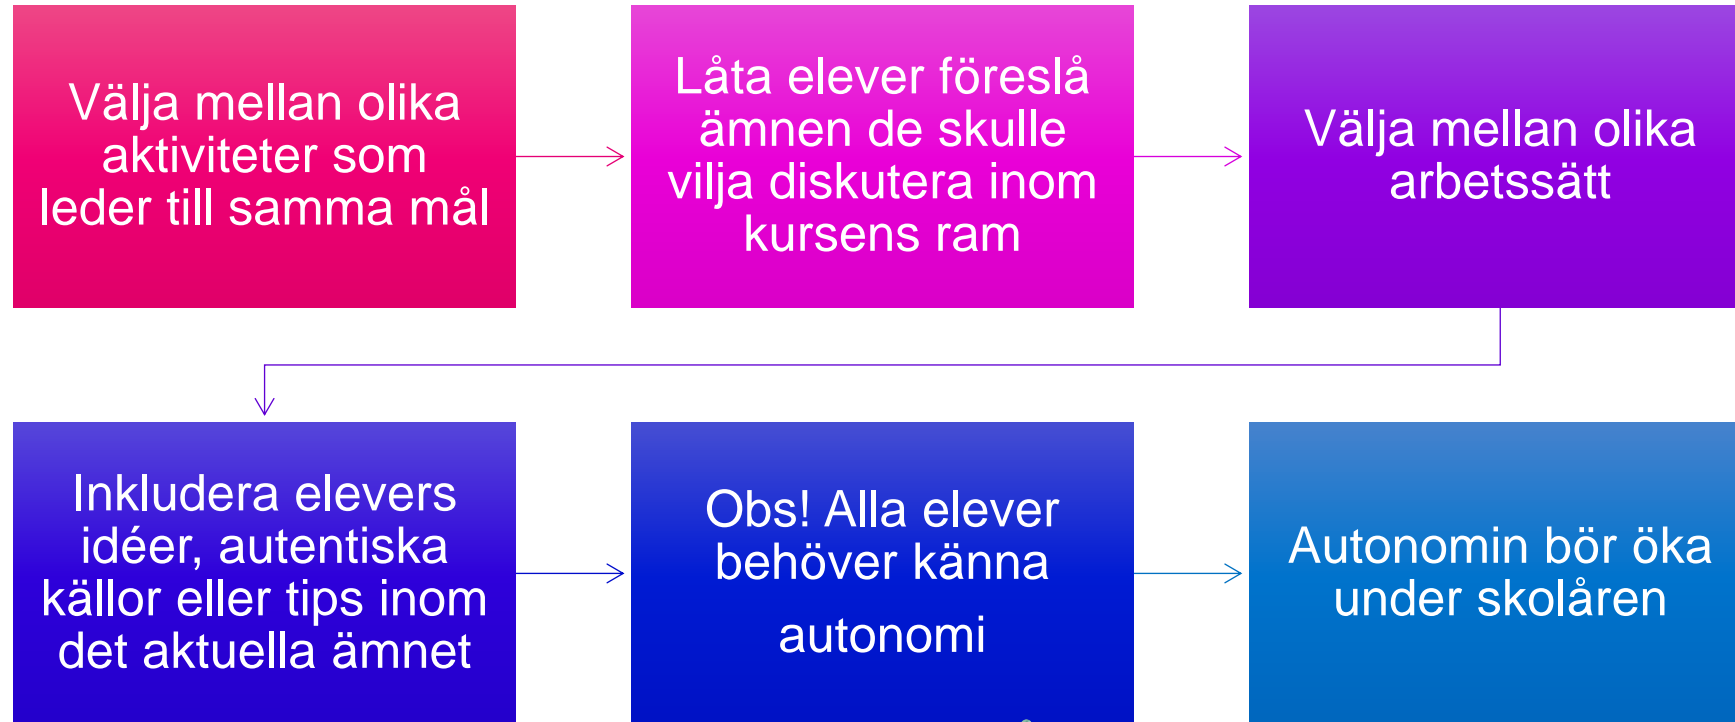 Välja mellan olika
aktiviteter som
leder till samma mål
Låta elever föreslå
ämnen de skulle
vilja diskutera inom
kursens ram
Välja mellan olika
arbetssätt
Inkludera elevers
idéer, autentiska
källor eller tips inom
det aktuella ämnet
Obs! Alla elever
behöver känna
autonomi
Autonomin bör öka
under skolåren